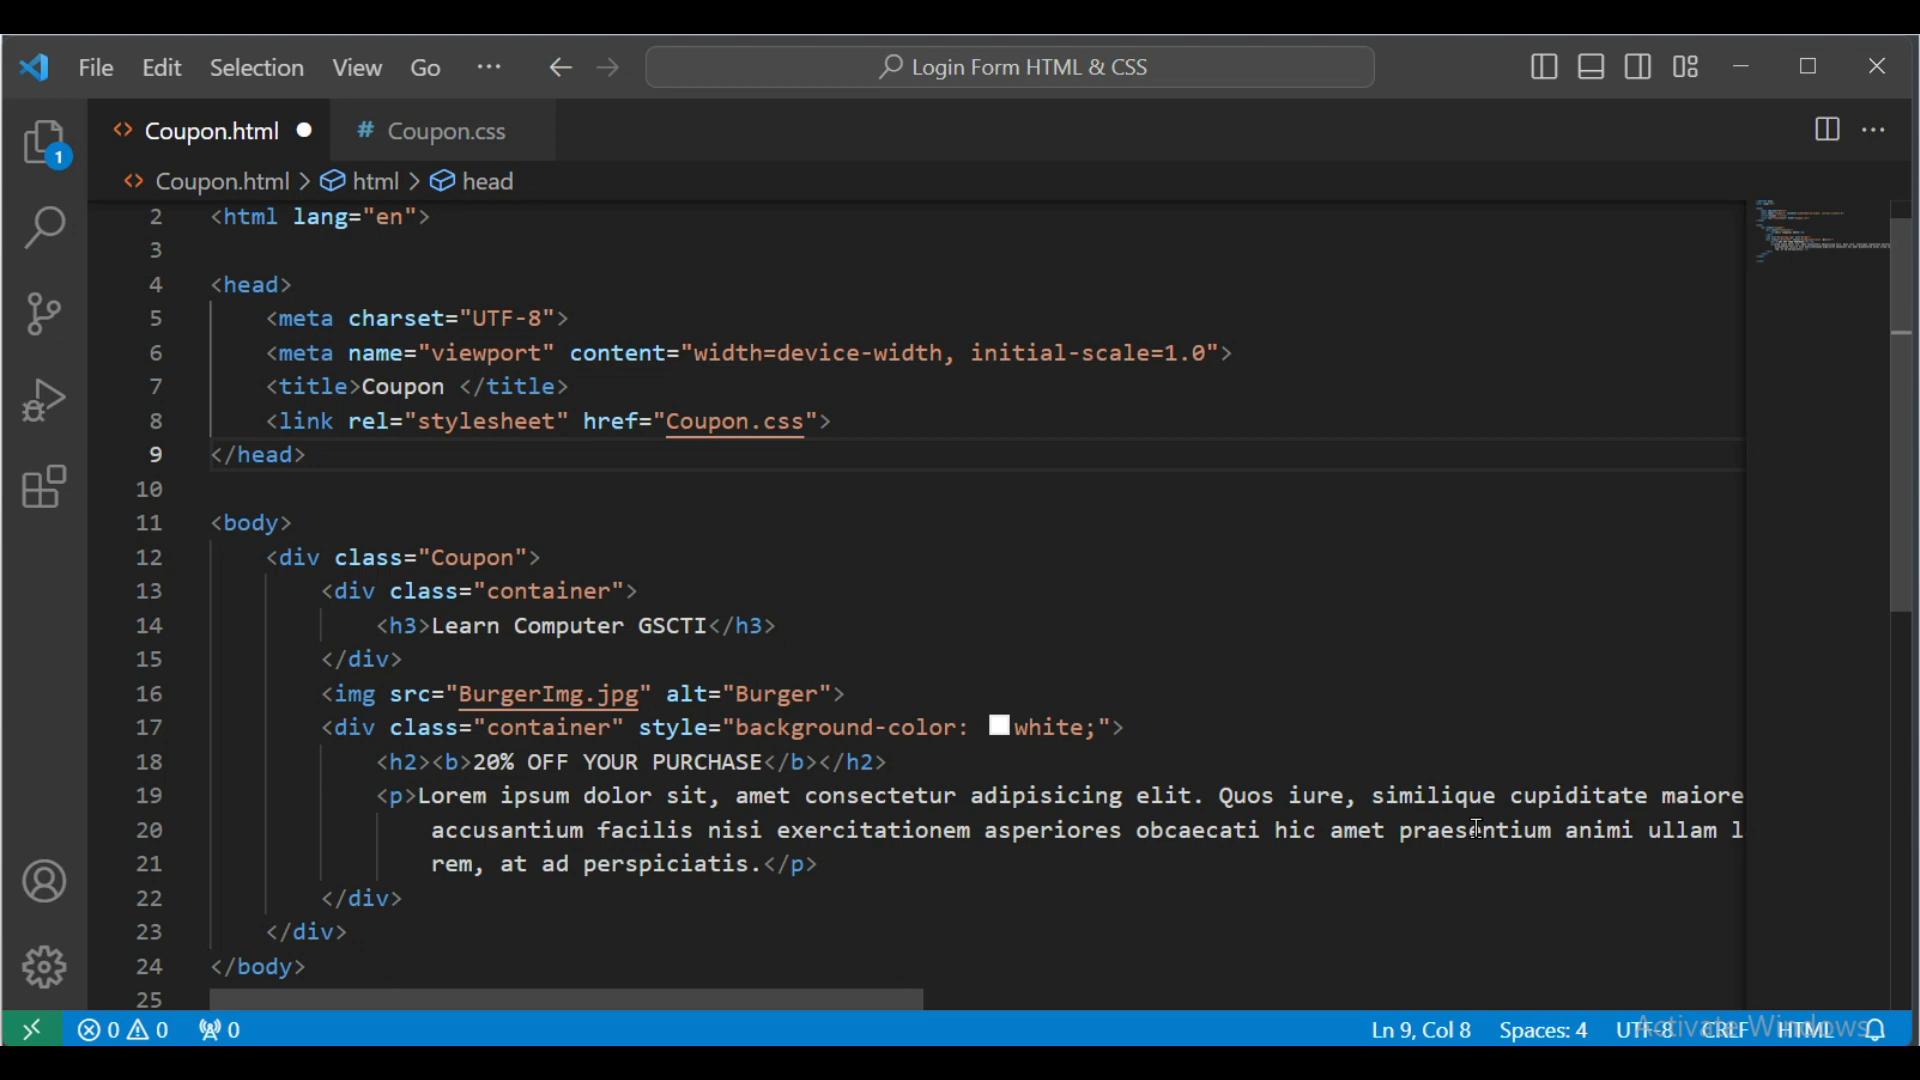 File Edit Selection View Go ··· Login Form HTML & CSS
Coupon.html # Coupon.css
Coupon.html > html > head
1
2 <html lang="en">
3
4 <head>
5 <meta charset="UTF-8">
6 <meta name="viewport" content="width=device-width, initial-scale=1.0">
7 <title>Coupon </title>
8 <link rel="stylesheet" href="Coupon.css">
9 </head>
10
11 <body>
12 <div class="Coupon">
13 <div class="container">
14 <h3>Learn Computer GSCTI</h3>
15 </div>
16 <img src="BurgerImg.jpg" alt="Burger">
17 <div class="container" style="background-color: white;">
18 <h2><b>20% OFF YOUR PURCHASE</b></h2>
19 <p>Lorem ipsum dolor sit, amet consectetur adipisicing elit. Quos iure, similique cupiditate maiore
20 accusantium facilis nisi exercitationem asperiores obcaecati hic amet praesentium animi ullam l
21 rem, at ad perspiciatis.</p>
22 </div>
23 </div>
24 </body>
25
0 0 0 Ln 9, Col 8 Spaces: 4 UTF-8 CRLF HTML
Activate Windows